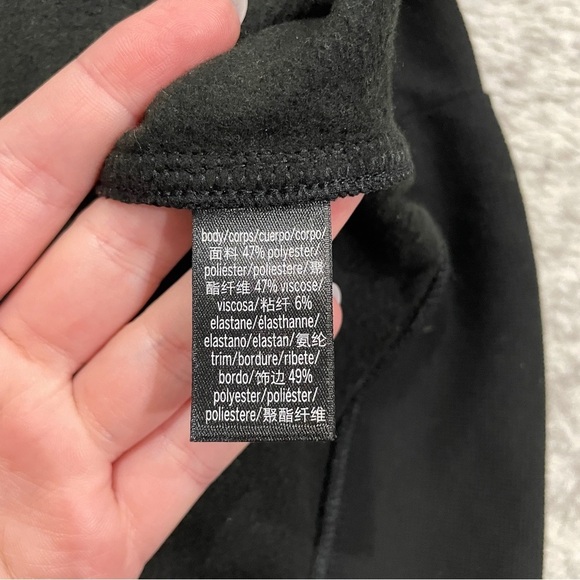 body/corps/cuerpo/corpo/
面料 47% polyester/
poliester/poliestere/聚
酯纤维 47% viscose/
viscosa/粘纤 6%
elastane/élasthanne/
elastano/elastan/氨纶
trim/bordure/ribete/
bordo/饰边 49%
polyester/poliéster/
poliestere/聚酯纤维